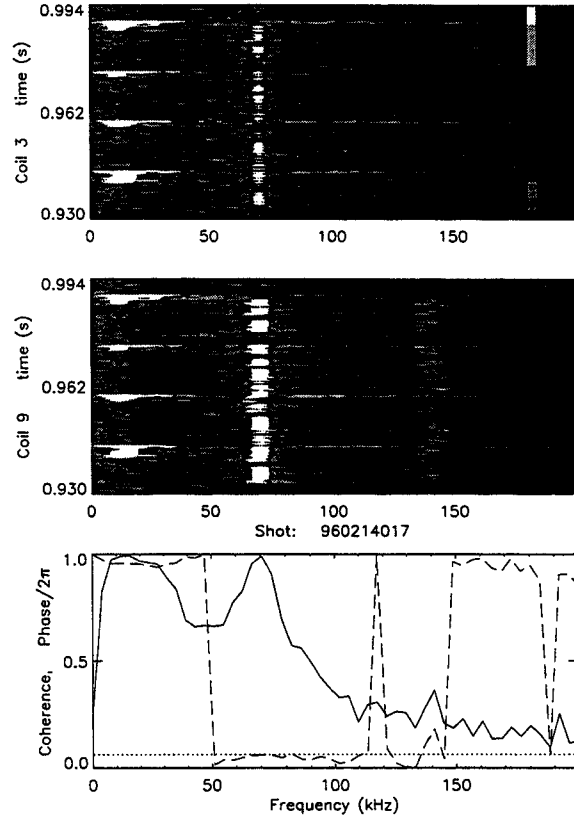 0.994
Coil 3 time (s)
0.962
0.930
0 50 100 150
0.994
Coil 9 time (s)
0.962
0.930
0 50 100 150
Shot: 960214017
1.0
Coherence, Phase/2π
0.5
0.0
0 50 100 150
Frequency (kHz)